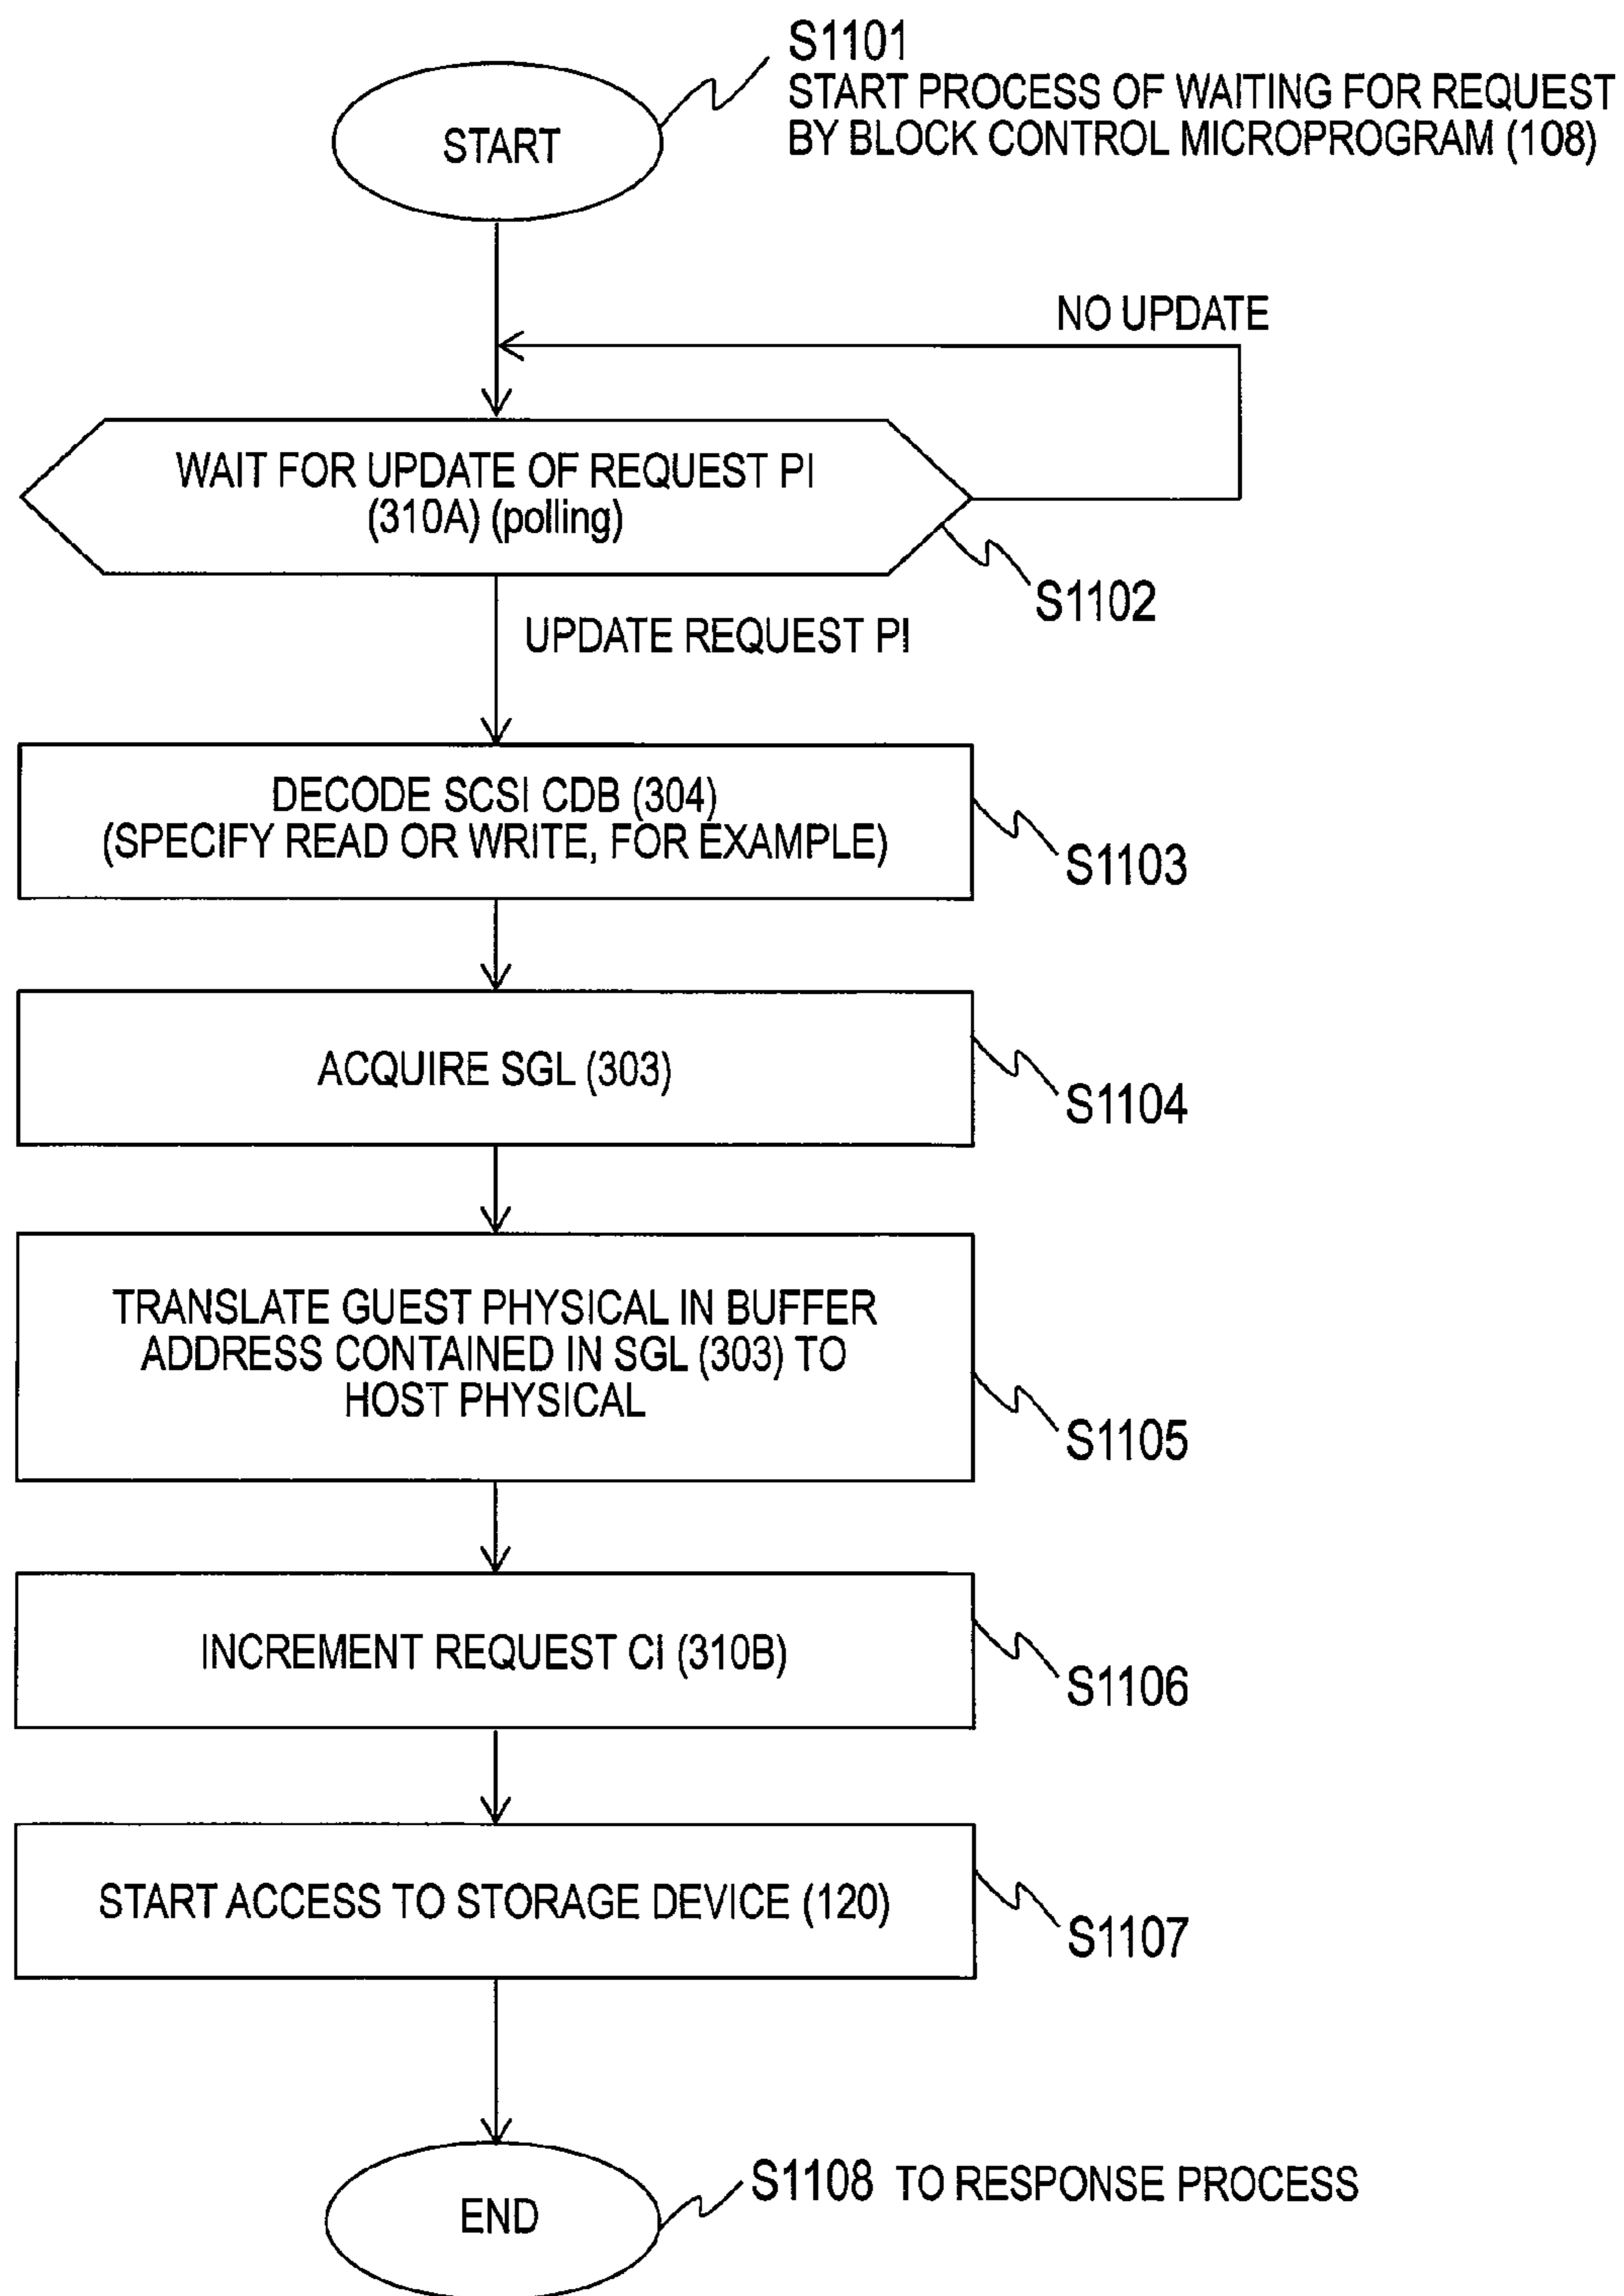 S1101
START PROCESS OF WAITING FOR REQUEST
BY BLOCK CONTROL MICROPROGRAM (108)
START
NO UPDATE
WAIT FOR UPDATE OF REQUEST PI
(310A) (polling)
S1102
UPDATE REQUEST PI
DECODE SCSI CDB (304)
(SPECIFY READ OR WRITE, FOR EXAMPLE)
S1103
ACQUIRE SGL (303)
S1104
TRANSLATE GUEST PHYSICAL IN BUFFER
ADDRESS CONTAINED IN SGL (303) TO
HOST PHYSICAL
S1105
INCREMENT REQUEST CI (310B)
S1106
START ACCESS TO STORAGE DEVICE (120)
S1107
S1108 TO RESPONSE PROCESS
END